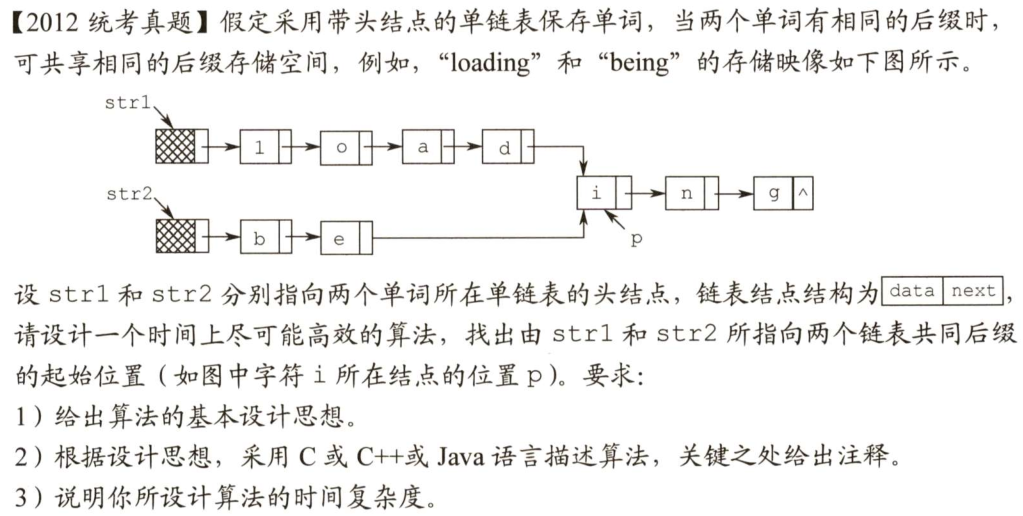 【2012 统考真题】假定采用带头结点的单链表保存单词，当两个单词有相同的后缀时，
可共享相同的后缀存储空间，例如，“loading”和“being”的存储映像如下图所示。
str1
l o a d
i n g ^
str2
b e
p
设 str1 和 str2 分别指向两个单词所在单链表的头结点，链表结点结构为 data next ，
请设计一个时间上尽可能高效的算法，找出由 str1 和 str2 所指向两个链表共同后缀
的起始位置（如图中字符 i 所在结点的位置 p）。要求：
1）给出算法的基本设计思想。
2）根据设计思想，采用 C 或 C++或 Java 语言描述算法，关键之处给出注释。
3）说明你所设计算法的时间复杂度。